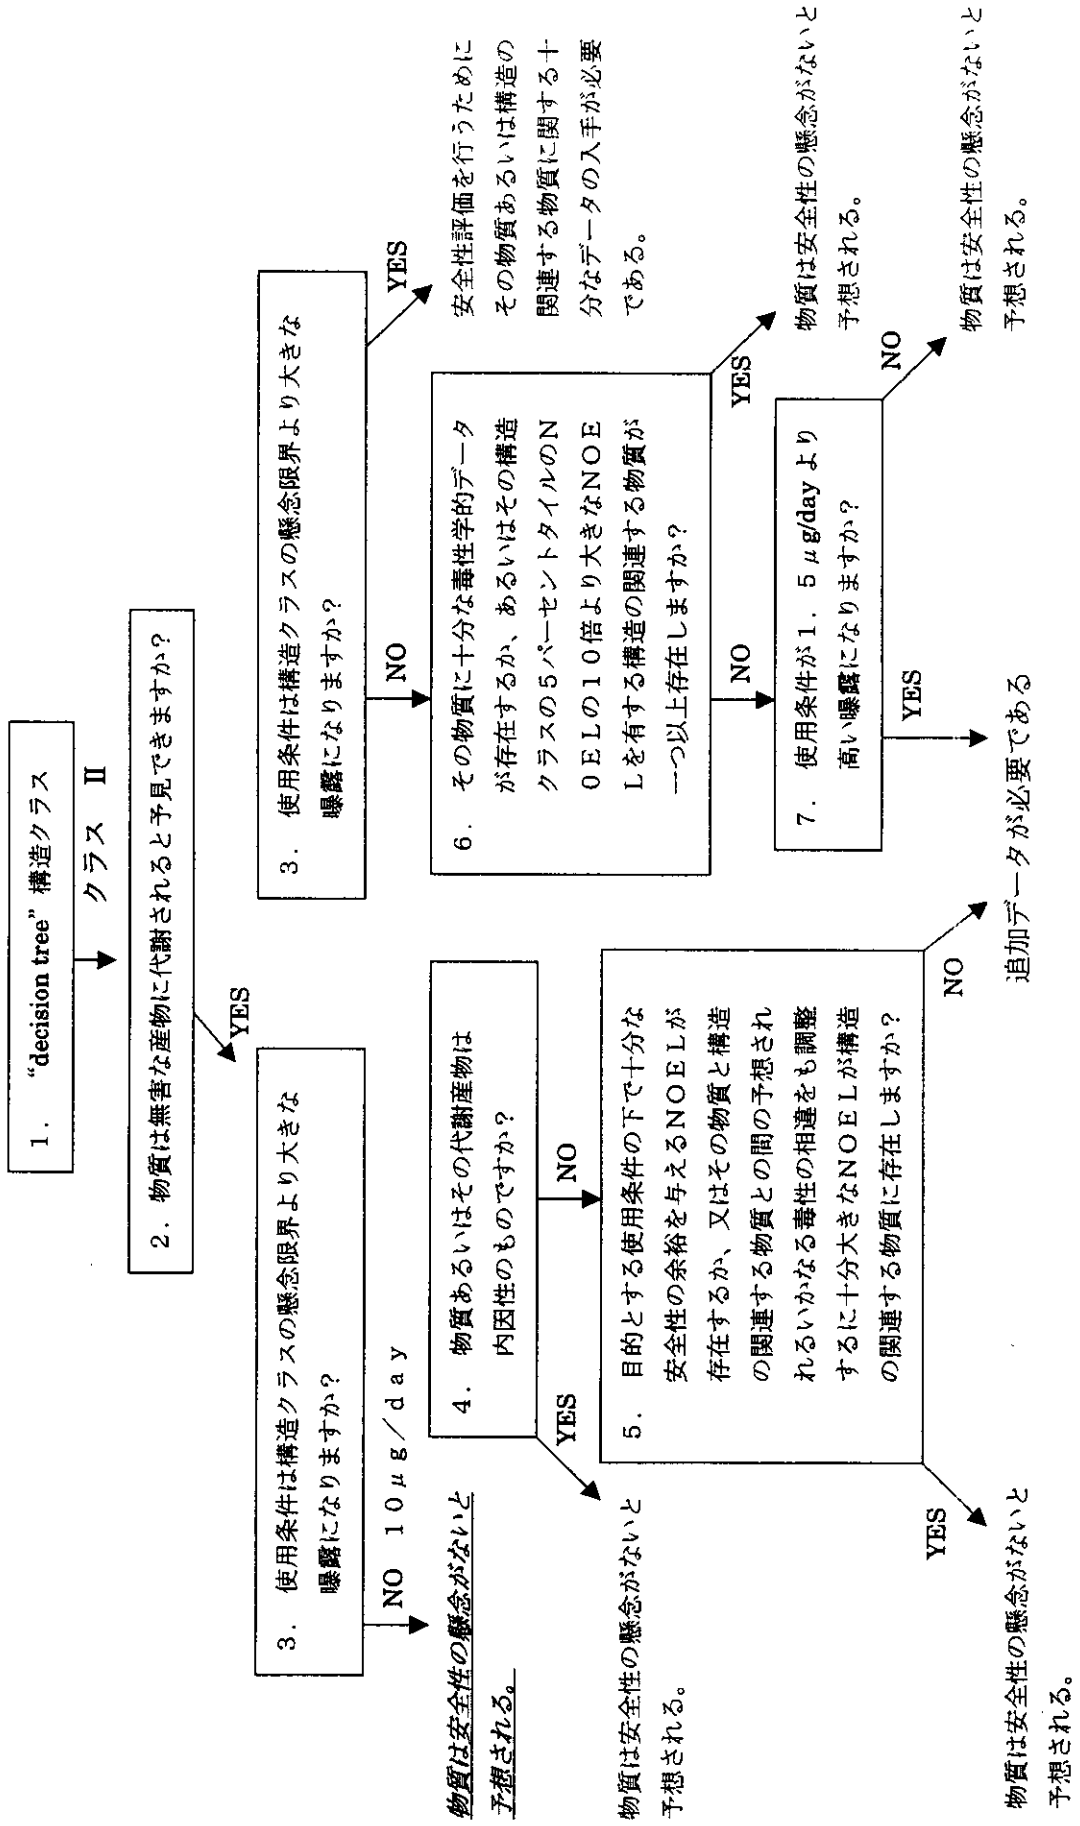 1. “decision tree” 構造クラス
クラス Ⅱ
2. 物質は無害な産物に代謝されると予見できますか?
YES
3. 使用条件は構造クラスの懸念限界より大きな
曝露になりますか?
NO 10μg/day
物質は安全性の懸念がないと
予想される。
4. 物質あるいはその代謝産物は
内因性のものですか?
YES
物質は安全性の懸念がないと
予想される。
NO
5. 目的とする使用条件の下で十分な
安全性の余裕を与えるNOELが
存在するか、又はその物質と構造
の関連する物質との間の予想され
れるいかなる毒性の相違をも調整
するに十分大きなNOELが構造
の関連する物質に存在しますか?
YES
物質は安全性の懸念がないと
予想される。
NO
追加データが必要である
3. 使用条件は構造クラスの懸念限界より大きな
曝露になりますか?
YES
安全性評価を行うために
その物質あるいは構造の
関連する物質に関する十
分なデータの入手が必要
である。
NO
6. その物質に十分な毒性学的データ
が存在するか、あるいはその構造
クラスの5パーセントタイルのN
0ELの10倍より大きなNOE
Lを有する構造の関連する物質が
一つ以上存在しますか?
YES
物質は安全性の懸念がないと
予想される。
NO
7. 使用条件が1.5μg/dayより
高い曝露になりますか?
NO
物質は安全性の懸念がないと
予想される。
YES